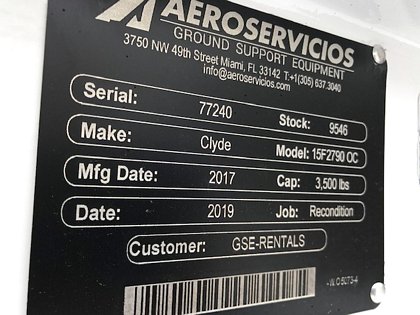 AEROSERVICIOS
GROUND SUPPORT EQUIPMENT
3750 NW 49th Street Miami, FL 33142 T:+1(305) 637.3040
info@aeroservicios.com
Serial: 77240 Stock: 9546
Make: Clyde Model: 15F2790 OC
Mfg Date: 2017 Cap: 3,500 lbs
Date: 2019 Job: Recondition
Customer: GSE-RENTALS
-W.O 5073-4